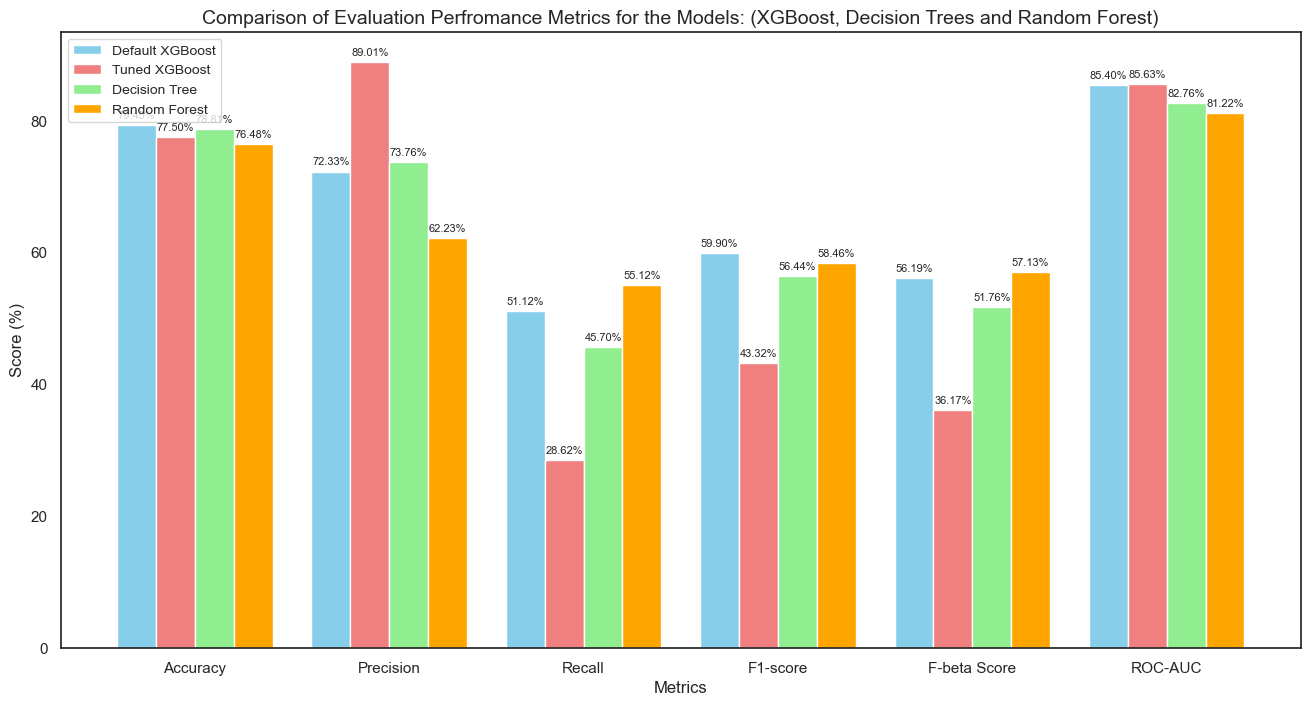 Comparison of Evaluation Perfromance Metrics for the Models: (XGBoost, Decision Trees and Random Forest)
Default XGBoost
Tuned XGBoost
Decision Tree
Random Forest
Score (%)
80
60
40
20
0
77.50%
76.48%
72.33%
89.01%
73.76%
62.23%
51.12%
28.62%
45.70%
55.12%
59.90%
43.32%
56.44%
58.46%
56.19%
36.17%
51.76%
57.13%
85.40%
85.63%
82.76%
81.22%
Accuracy
Precision
Recall
F1-score
F-beta Score
ROC-AUC
Metrics